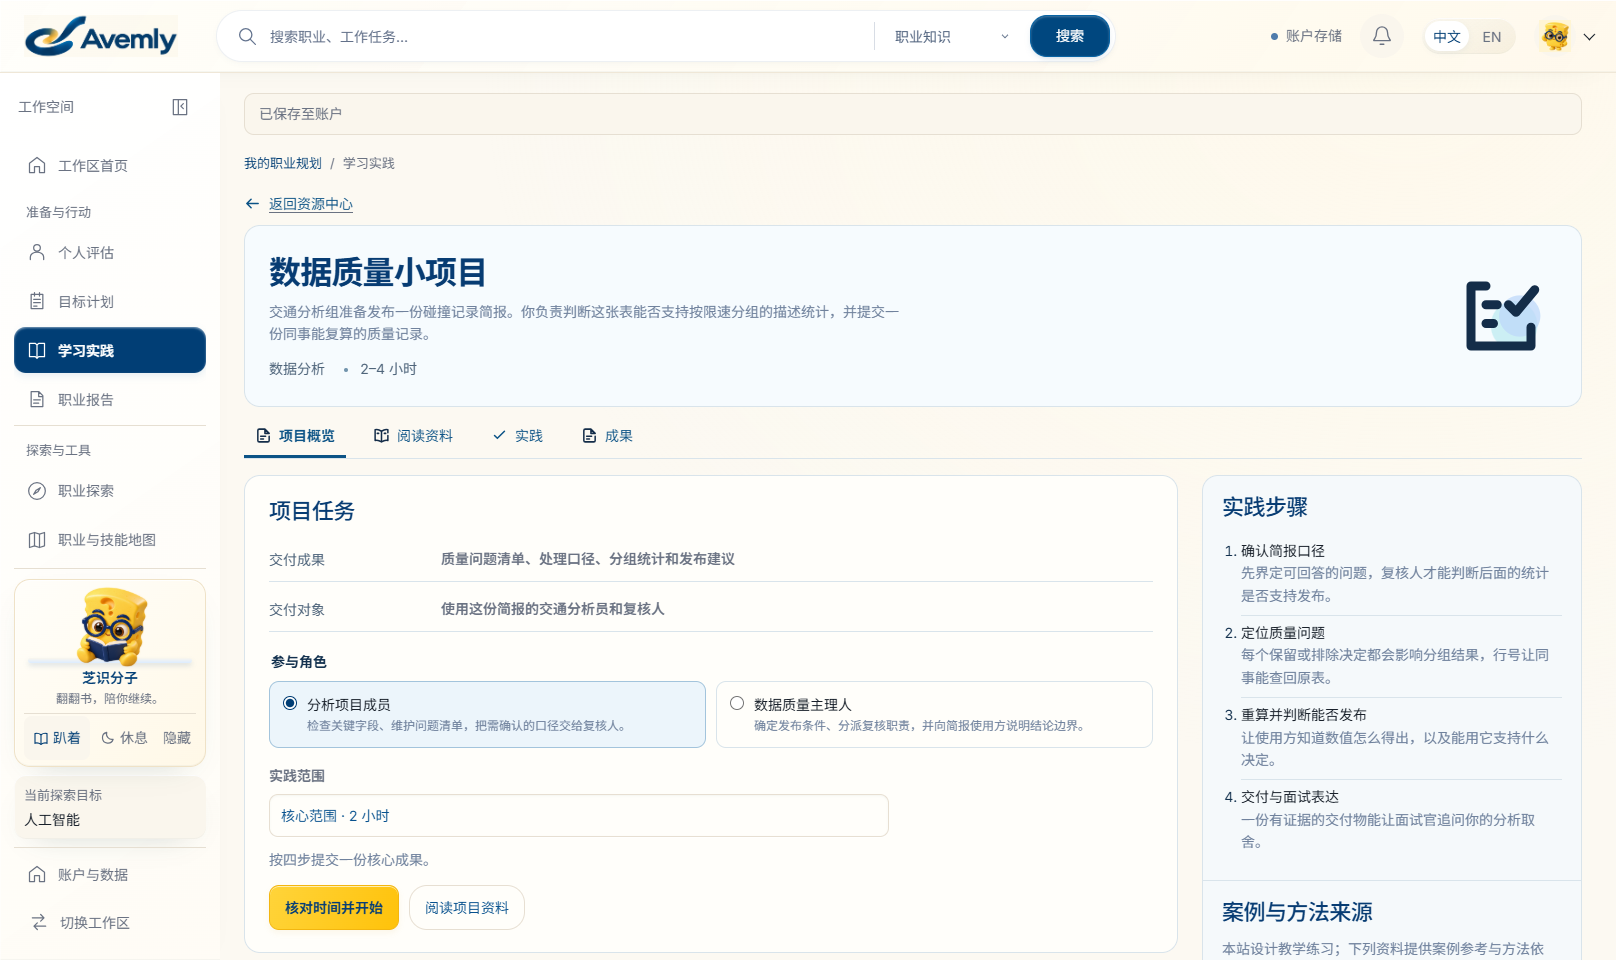 Avemly
搜索职业、工作任务...
职业知识
搜索
账户存储
中文
EN
工作空间
工作区首页
准备与行动
个人评估
目标计划
学习实践
职业报告
探索与工具
职业探索
职业与技能地图
芝识分子
翻翻书，陪你继续。
趴着
休息
隐藏
当前探索目标
人工智能
账户与数据
切换工作区
已保存至账户
我的职业规划 / 学习实践
返回资源中心
数据质量小项目
交通分析组准备发布一份碰撞记录简报。你负责判断这张表能否支持按限速分组的描述统计，并提交一
份同事能复算的质量记录。
数据分析 • 2–4 小时
项目概览
阅读资料
实践
成果
项目任务
交付成果 质量问题清单、处理口径、分组统计和发布建议
交付对象 使用这份简报的交通分析员和复核人
参与角色
分析项目成员
检查关键字段、维护问题清单，把需确认的口径交给复核人。
数据质量主理人
确定发布条件、分派复核职责，并向简报使用方说明结论边界。
实践范围
核心范围 · 2 小时
按四步提交一份核心成果。
核对时间并开始
阅读项目资料
实践步骤
1. 确认简报口径
先界定可回答的问题，复核人才能判断后面的统计
是否支持发布。
2. 定位质量问题
每个保留或排除决定都会影响分组结果，行号让同
事能查回原表。
3. 重算并判断能否发布
让使用方知道数值怎么得出，以及能用它支持什么
决定。
4. 交付与面试表达
一份有证据的交付物能让面试官追问你的分析取
舍。
案例与方法来源
本站设计教学练习；下列资料提供案例参考与方法依